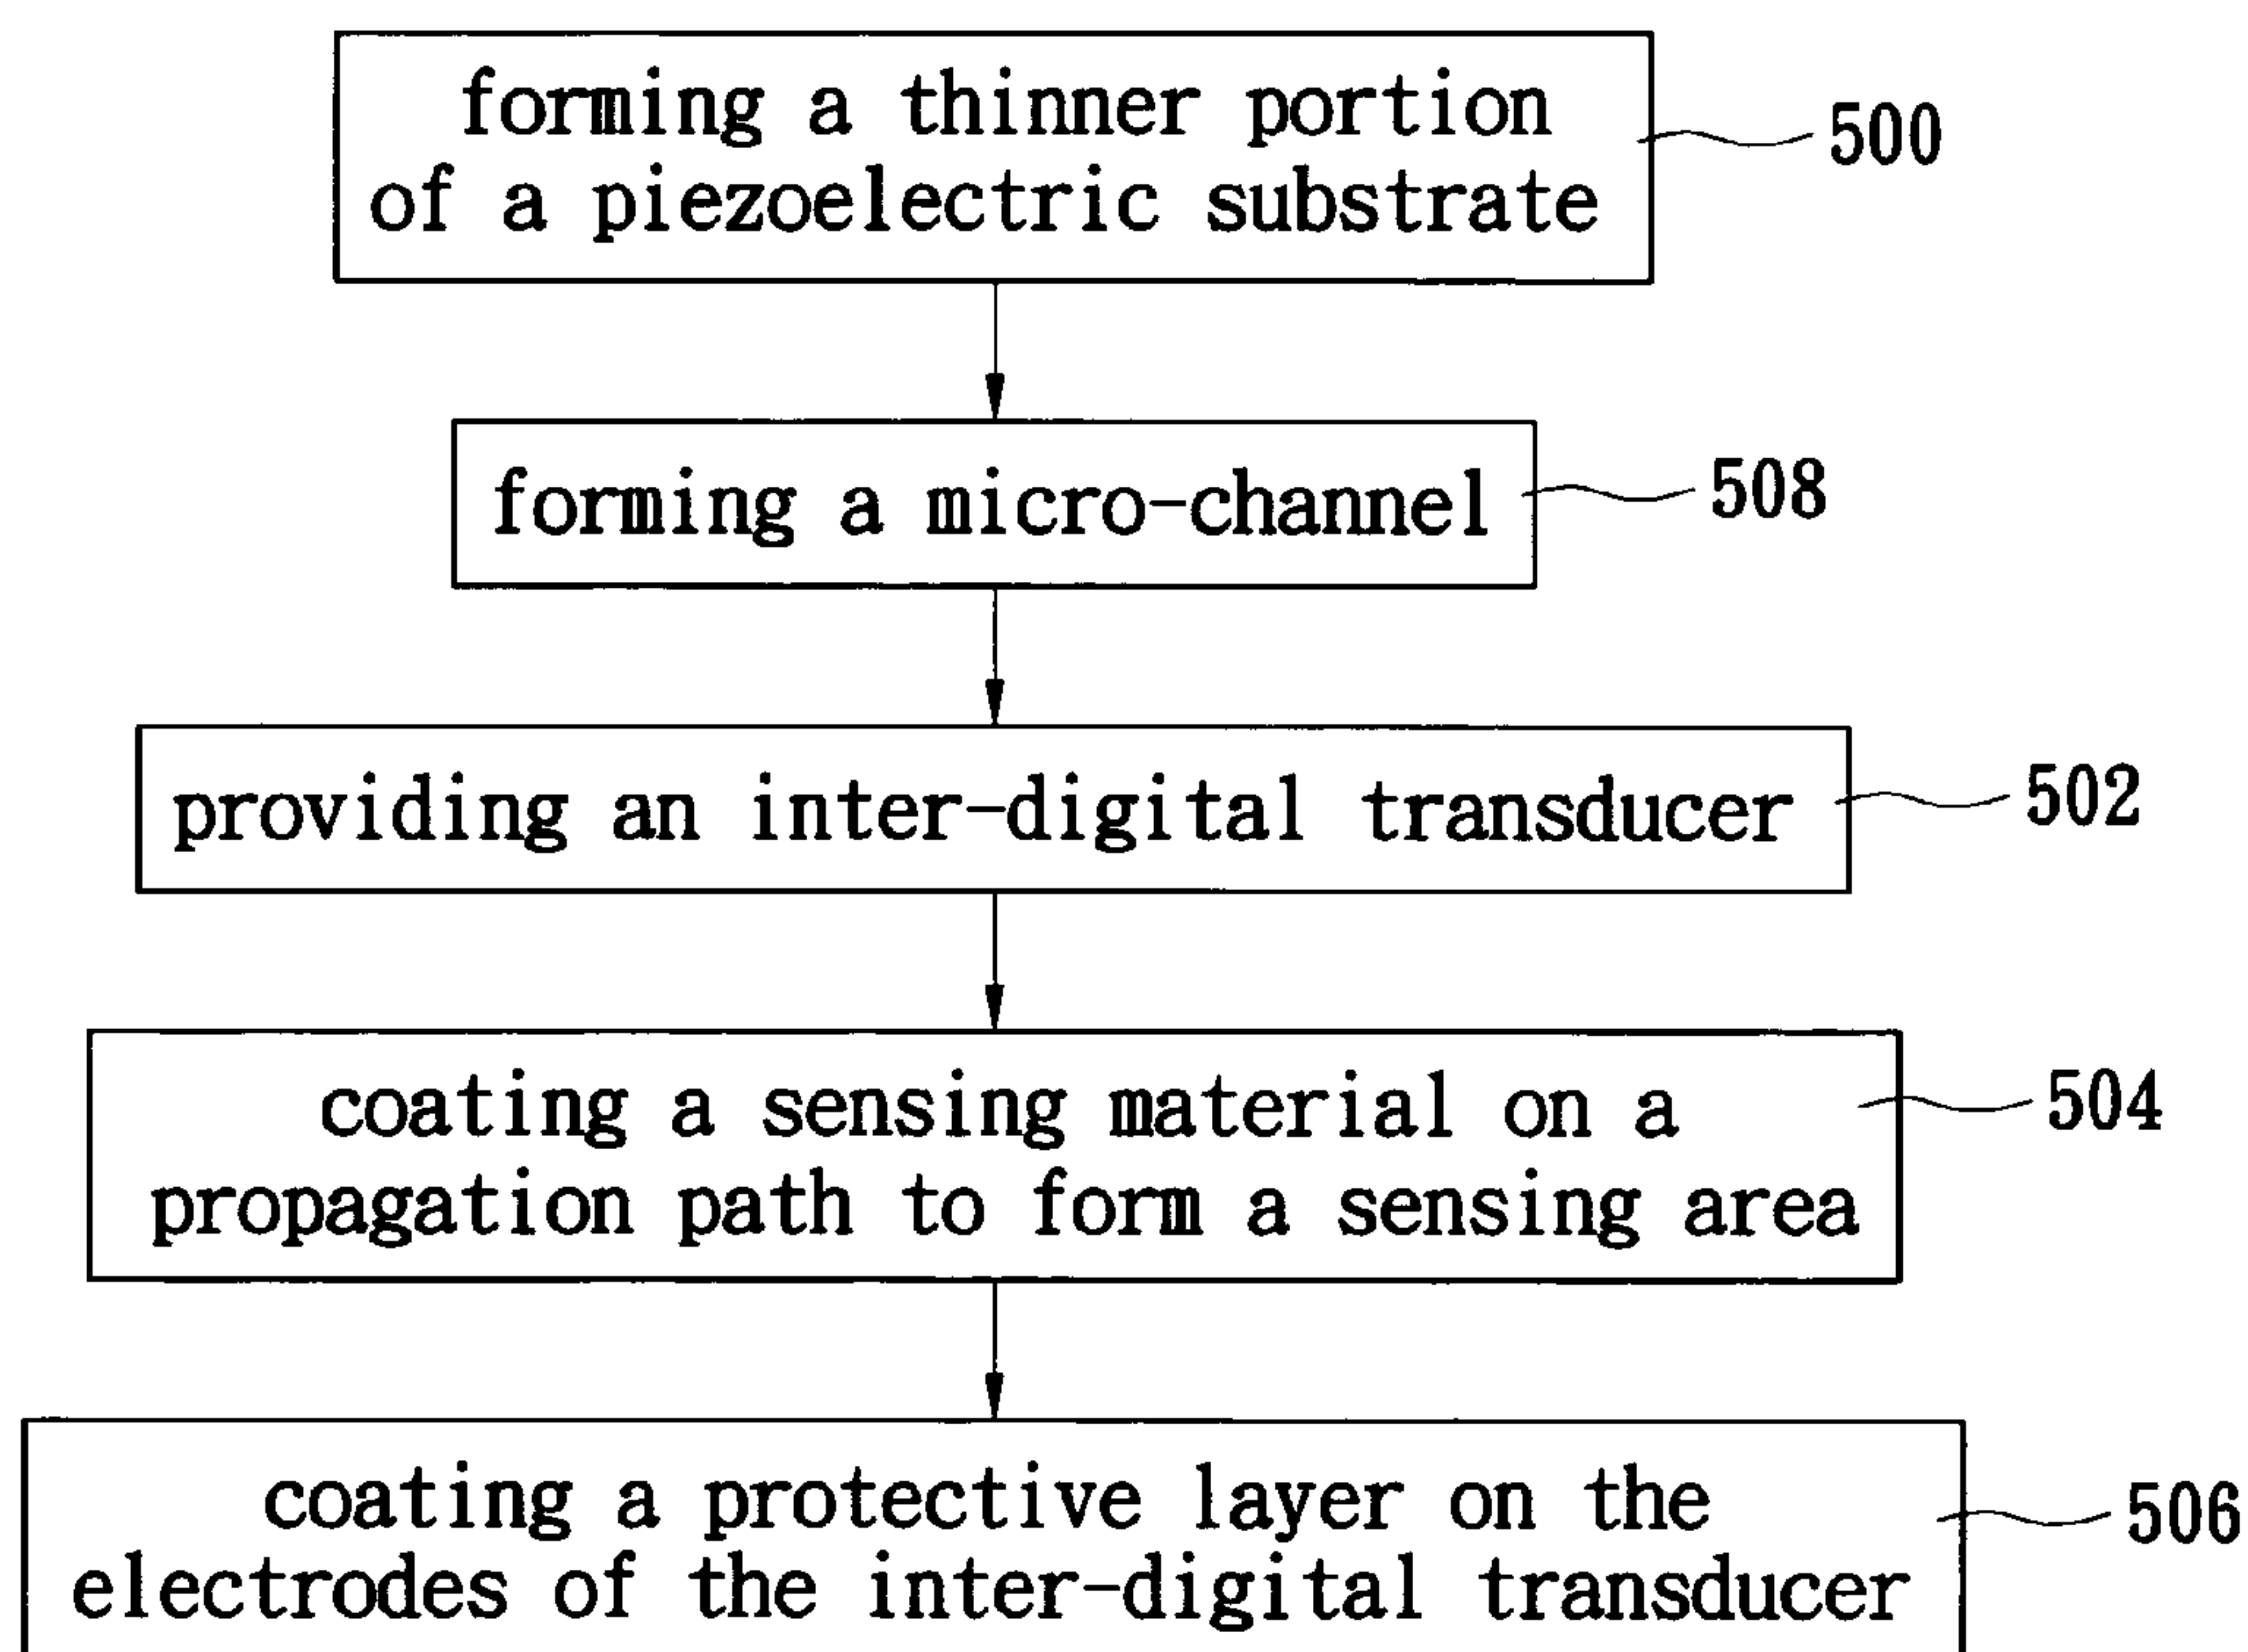 forming a thinner portion
of a piezoelectric substrate
500
forming a micro-channel
508
providing an inter-digital transducer
502
coating a sensing material on a
propagation path to form a sensing area
504
coating a protective layer on the
electrodes of the inter-digital transducer
506